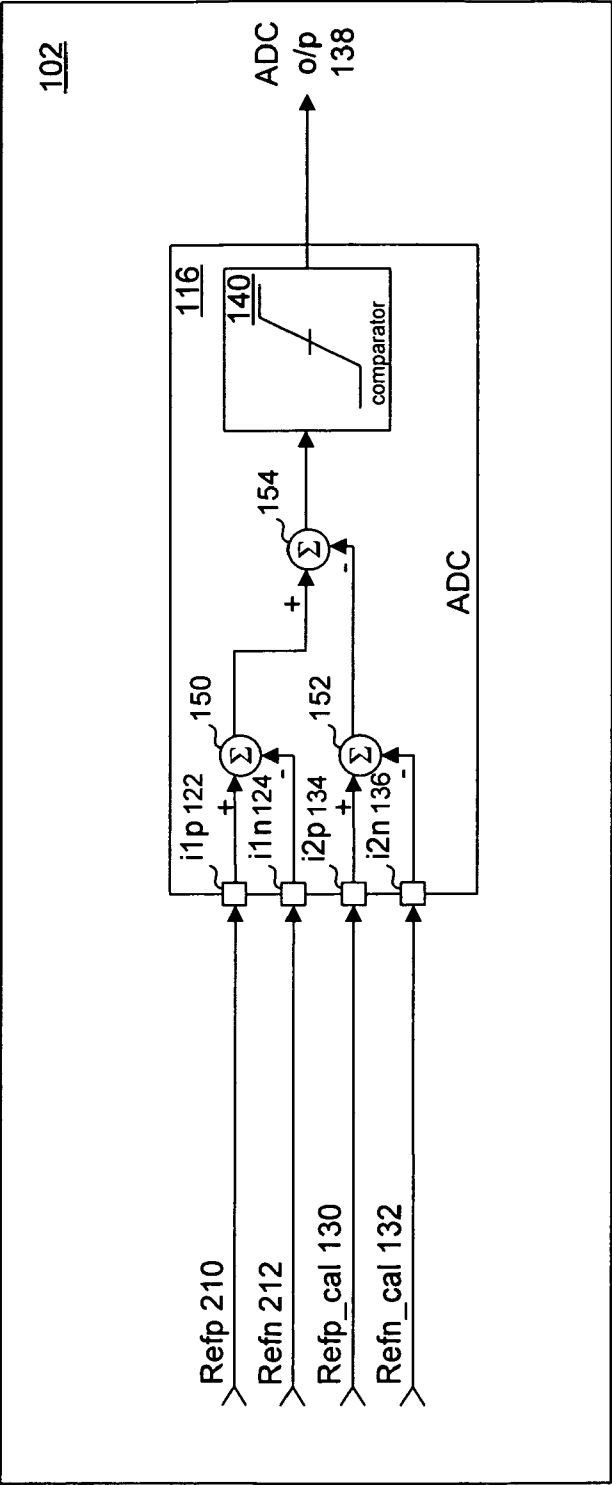 102
ADC
o/p
138
116
140
comparator
154
Σ
+
-
150
Σ
152
Σ
ADC
i1p 122
+
i1n 124
-
i2p 134
+
i2n 136
-
Refp 210
Refn 212
Refp_cal 130
Refn_cal 132